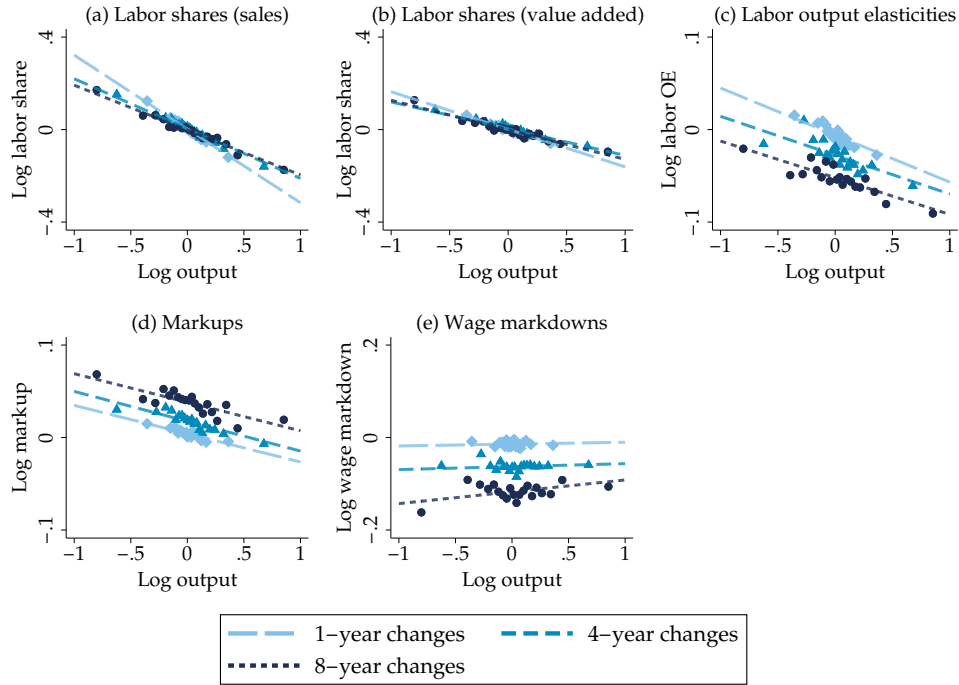 (a) Labor shares (sales)
(b) Labor shares (value added)
(c) Labor output elasticities
Log labor share
.4
0
−.4
−1 −.5 0 .5 1
Log output
Log labor share
.4
0
−.4
−1 −.5 0 .5 1
Log output
Log labor OE
.1
0
−.1
−1 −.5 0 .5 1
Log output
(d) Markups
(e) Wage markdowns
Log markup
.1
0
−.1
−1 −.5 0 .5 1
Log output
Log wage markdown
.2
0
−.2
−1 −.5 0 .5 1
Log output
1−year changes
4−year changes
8−year changes